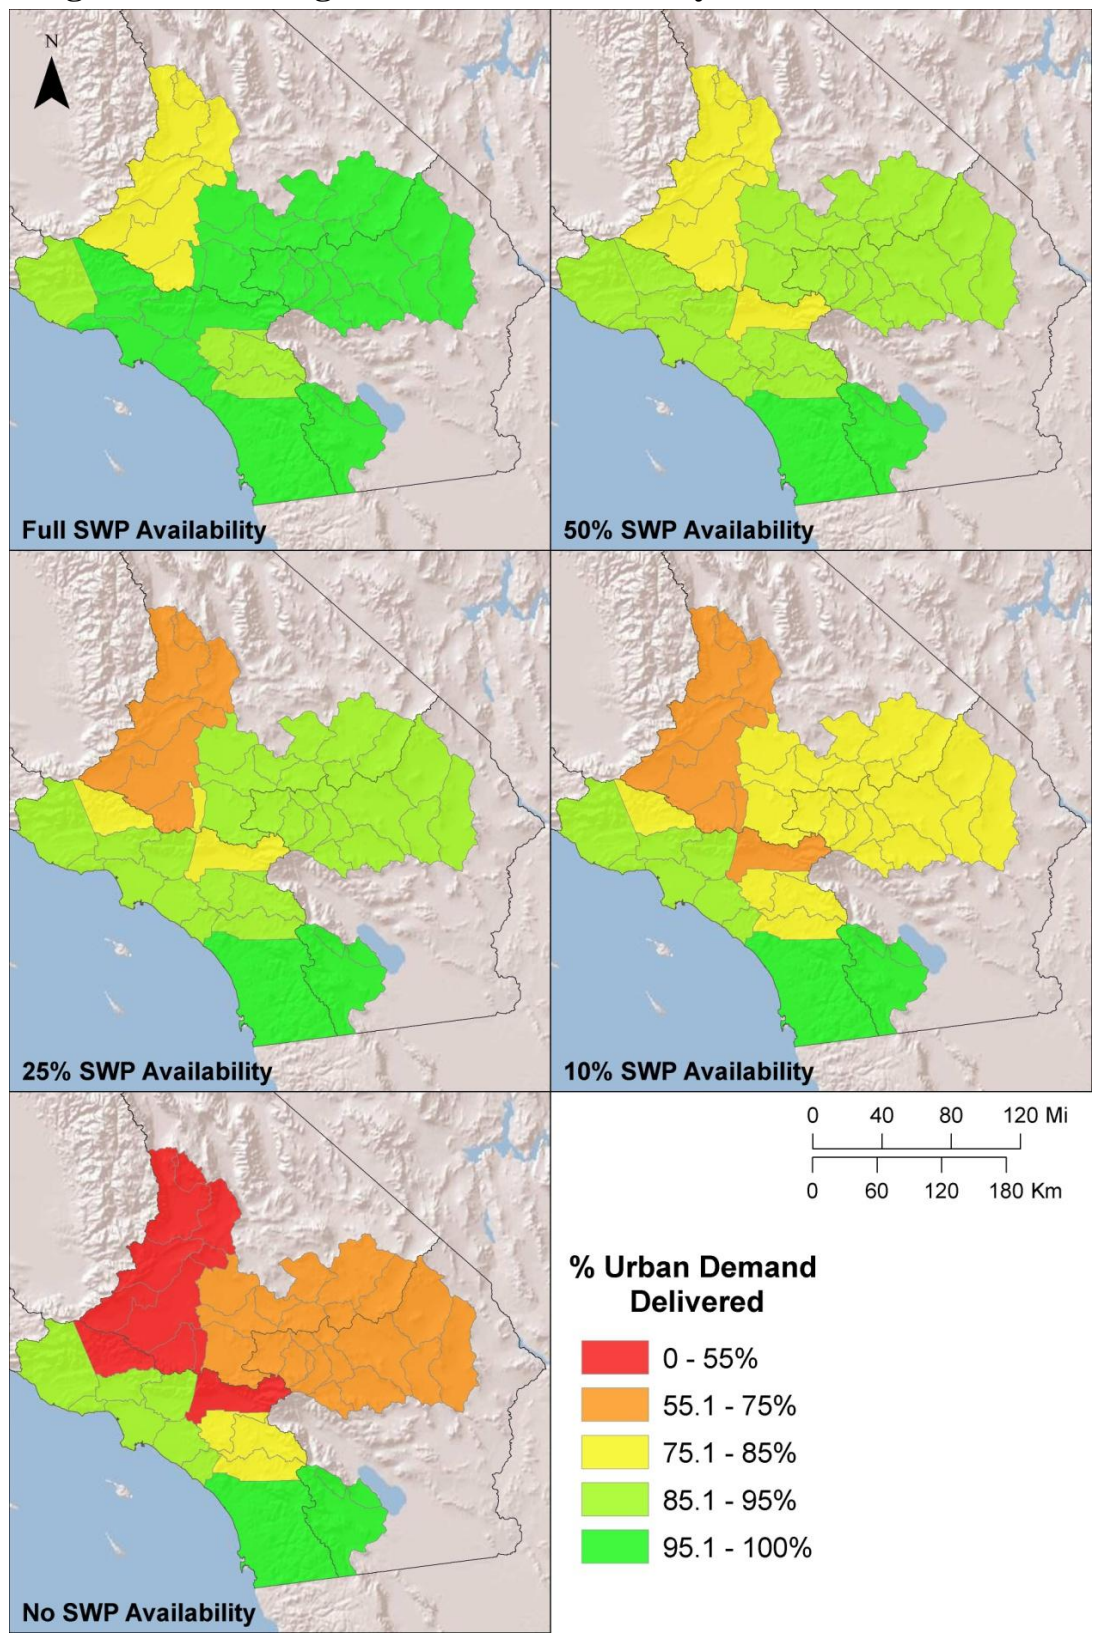 N
Full SWP Availability
50% SWP Availability
25% SWP Availability
10% SWP Availability
0 40 80 120 Mi
0 60 120 180 Km
% Urban Demand
Delivered
0 - 55%
55.1 - 75%
75.1 - 85%
85.1 - 95%
95.1 - 100%
No SWP Availability